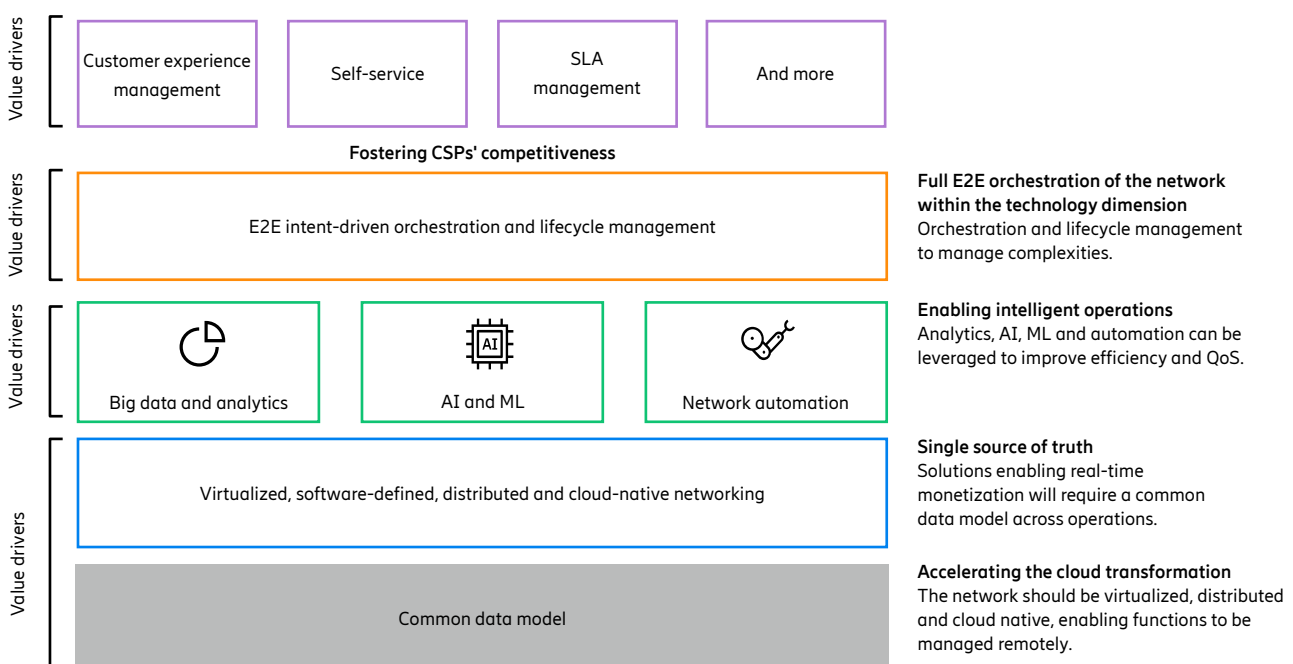 Value drivers
Customer experience
management
Self-service
SLA
management
And more
Fostering CSPs' competitiveness
Value drivers
E2E intent-driven orchestration and lifecycle management
Full E2E orchestration of the network
within the technology dimension
Orchestration and lifecycle management
to manage complexities.
Value drivers
Big data and analytics
AI
AI and ML
Network automation
Enabling intelligent operations
Analytics, AI, ML and automation can be
leveraged to improve efficiency and QoS.
Value drivers
Virtualized, software-defined, distributed and cloud-native networking
Single source of truth
Solutions enabling real-time
monetization will require a common
data model across operations.
Common data model
Accelerating the cloud transformation
The network should be virtualized, distributed
and cloud native, enabling functions to be
managed remotely.